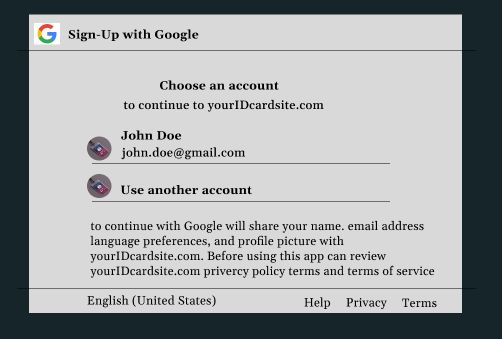 Sign-Up with Google
Choose an account
to continue to yourIDcardsite.com
John Doe
john.doe@gmail.com
Use another account
to continue with Google will share your name. email address
language preferences, and profile picture with
yourIDcardsite.com. Before using this app can review
yourIDcardsite.com privercy policy terms and terms of service
English (United States) Help Privacy Terms